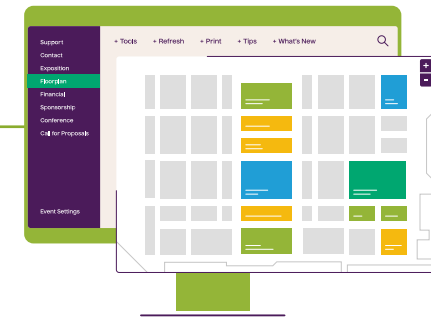 Support
Contact
Exposition
Floorplan
Financial
Sponsorship
Conference
Call for Proposals
Event Settings
+ Tools + Refresh + Print + Tips + What's New
+
-